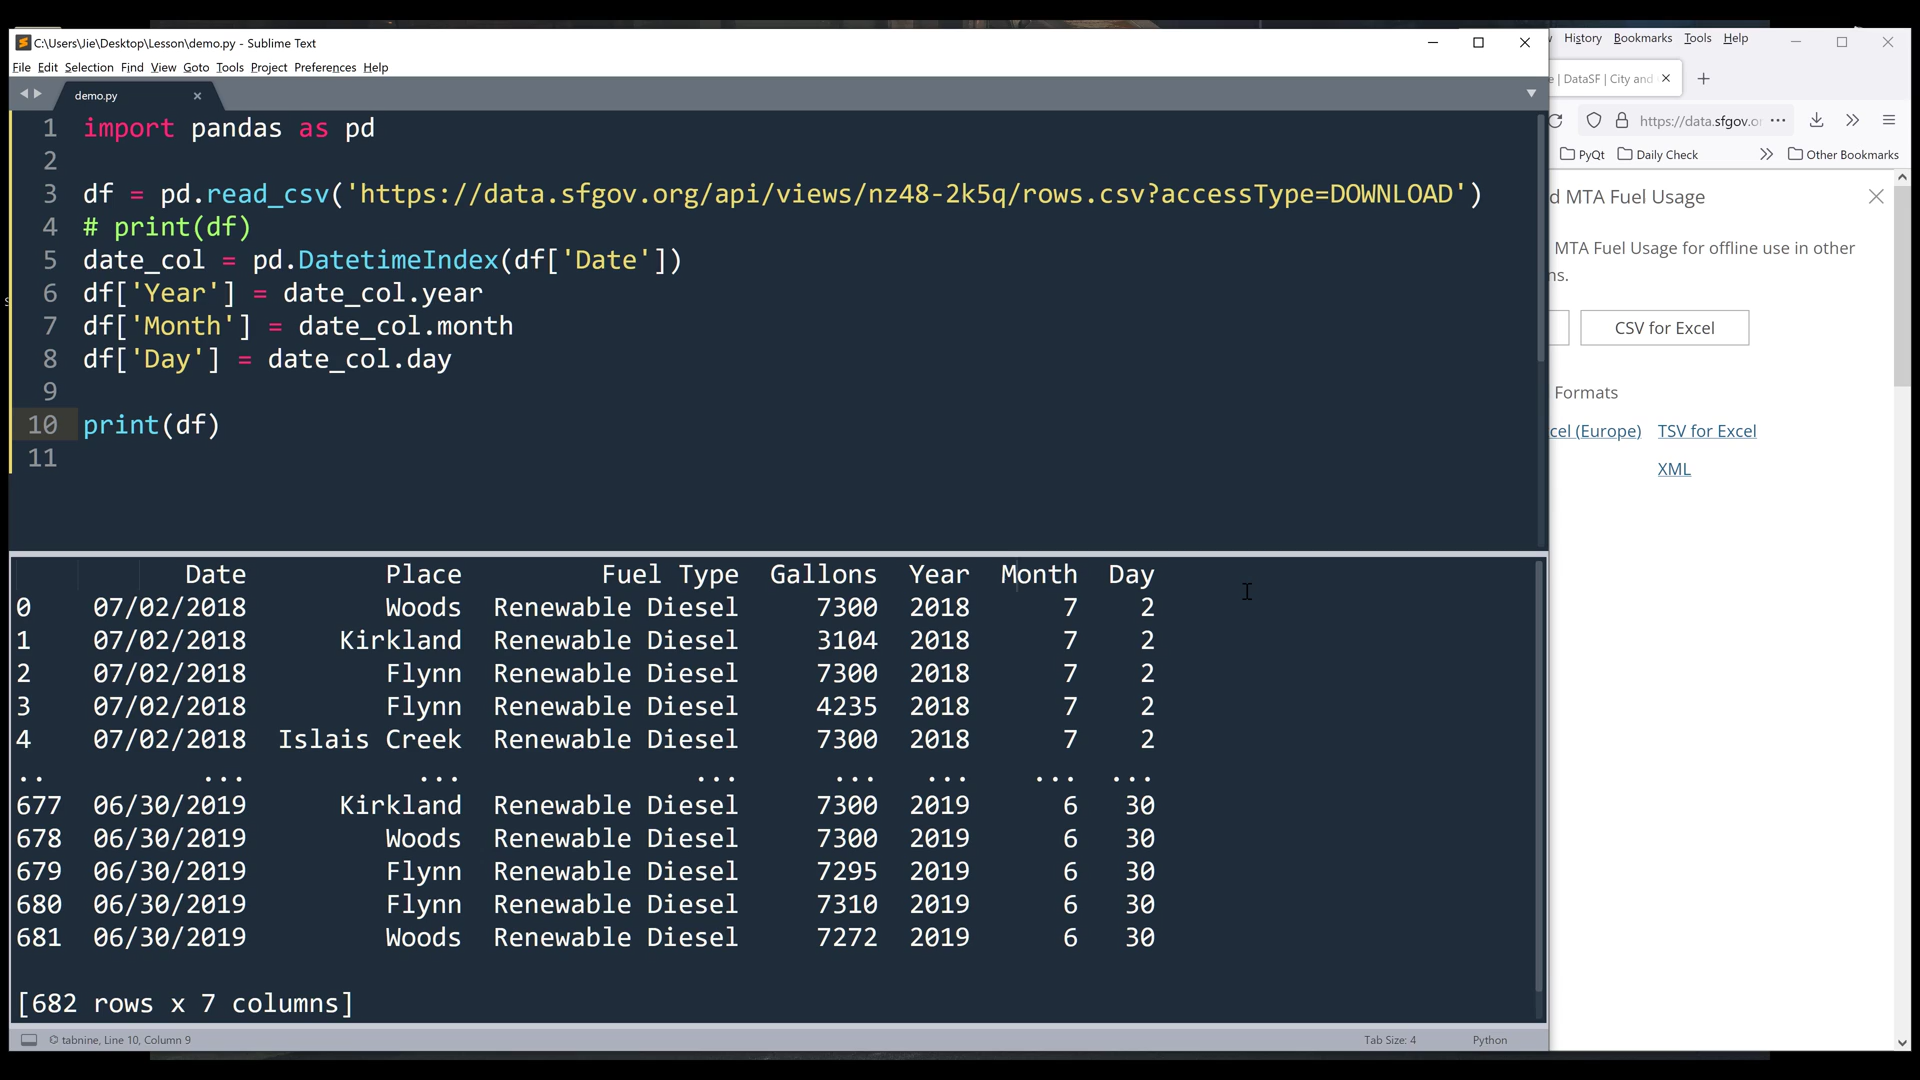 C:\Users\Jie\Desktop\Lesson\demo.py - Sublime Text
File Edit Selection Find View Goto Tools Project Preferences Help
demo.py
1 import pandas as pd
2
3 df = pd.read_csv('https://data.sfgov.org/api/views/nz48-2k5q/rows.csv?accessType=DOWNLOAD')
4 # print(df)
5 date_col = pd.DatetimeIndex(df['Date'])
6 df['Year'] = date_col.year
7 df['Month'] = date_col.month
8 df['Day'] = date_col.day
9
10 print(df)
11
Date Place Fuel Type Gallons Year Month Day
0 07/02/2018 Woods Renewable Diesel 7300 2018 7 2
1 07/02/2018 Kirkland Renewable Diesel 3104 2018 7 2
2 07/02/2018 Flynn Renewable Diesel 7300 2018 7 2
3 07/02/2018 Flynn Renewable Diesel 4235 2018 7 2
4 07/02/2018 Islais Creek Renewable Diesel 7300 2018 7 2
.. ... ... ... ... ... ... ...
677 06/30/2019 Kirkland Renewable Diesel 7300 2019 6 30
678 06/30/2019 Woods Renewable Diesel 7300 2019 6 30
679 06/30/2019 Flynn Renewable Diesel 7295 2019 6 30
680 06/30/2019 Flynn Renewable Diesel 7310 2019 6 30
681 06/30/2019 Woods Renewable Diesel 7272 2019 6 30
[682 rows x 7 columns]
tabnine, Line 10, Column 9 Tab Size: 4 Python
History Bookmarks Tools Help
e | DataSF | City and
https://data.sfgov.or ...
PyQt Daily Check Other Bookmarks
d MTA Fuel Usage
MTA Fuel Usage for offline use in other
ns.
CSV for Excel
Formats
cel (Europe) TSV for Excel
XML